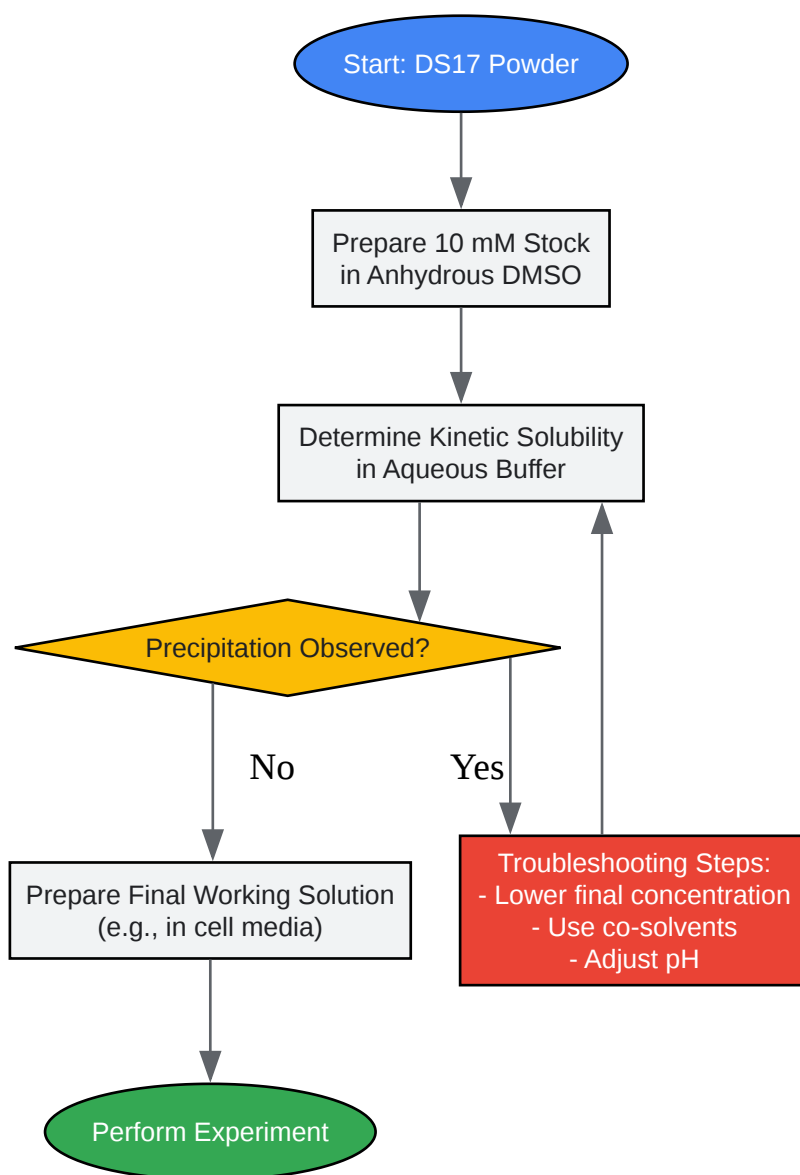 Start: DS17 Powder
Prepare 10 mM Stock
in Anhydrous DMSO
Determine Kinetic Solubility
in Aqueous Buffer
Precipitation Observed?
No
Yes
Troubleshooting Steps:
- Lower final concentration
- Use co-solvents
- Adjust pH
Prepare Final Working Solution
(e.g., in cell media)
Perform Experiment